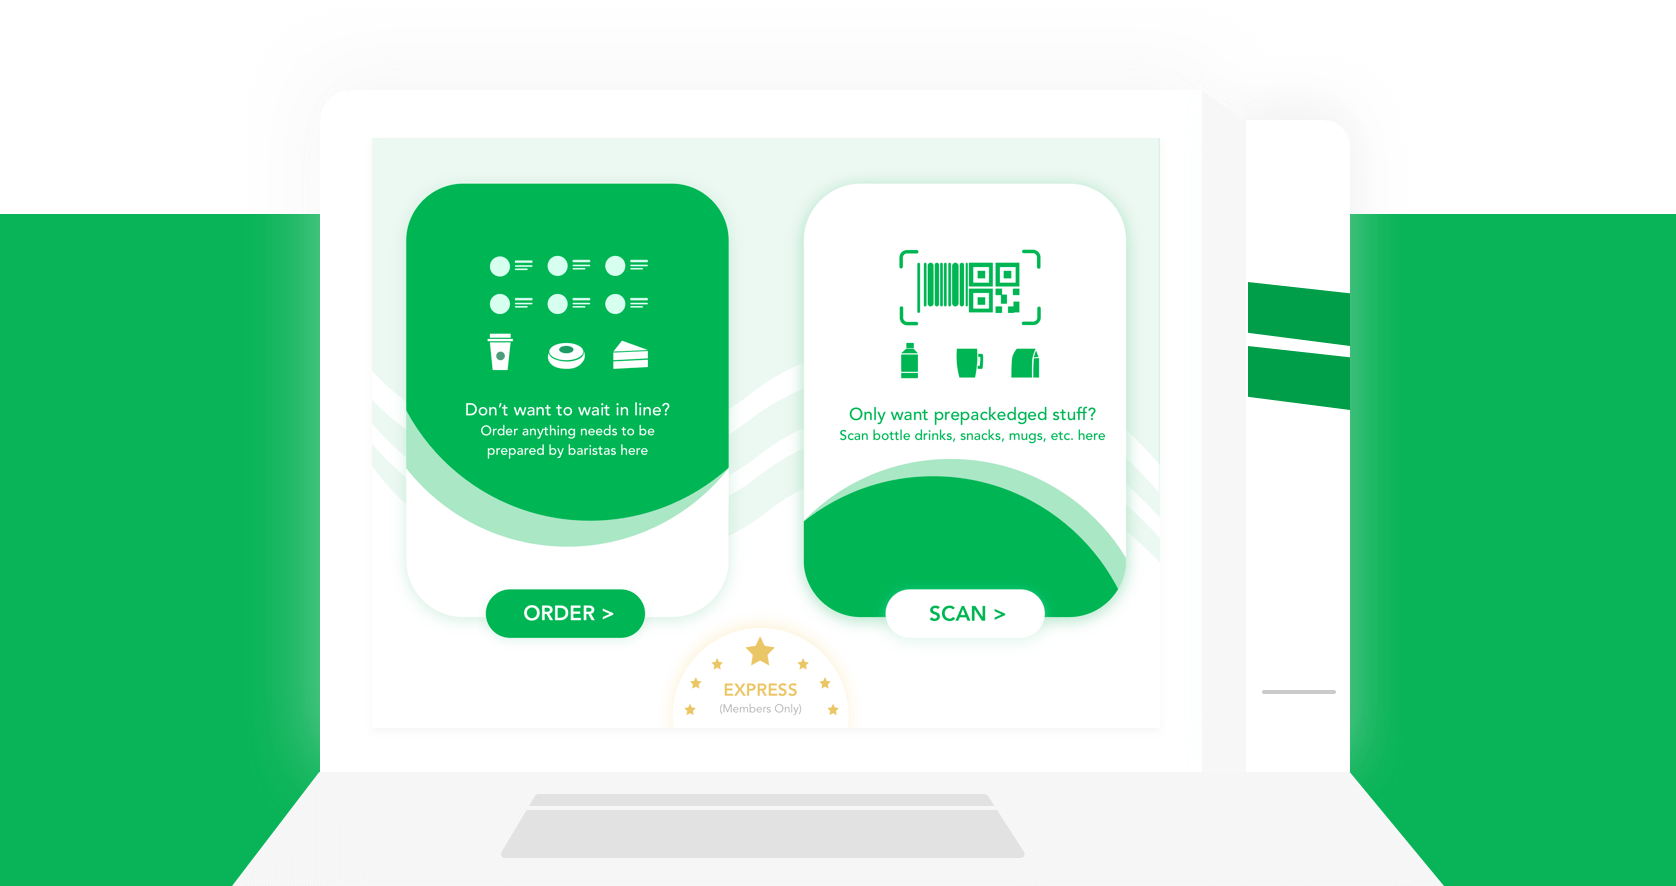 Don't want to wait in line?
Order anything needs to be
prepared by baristas here
ORDER >
Only want prepackedged stuff?
Scan bottle drinks, snacks, mugs, etc. here
SCAN >
EXPRESS
(Members Only)